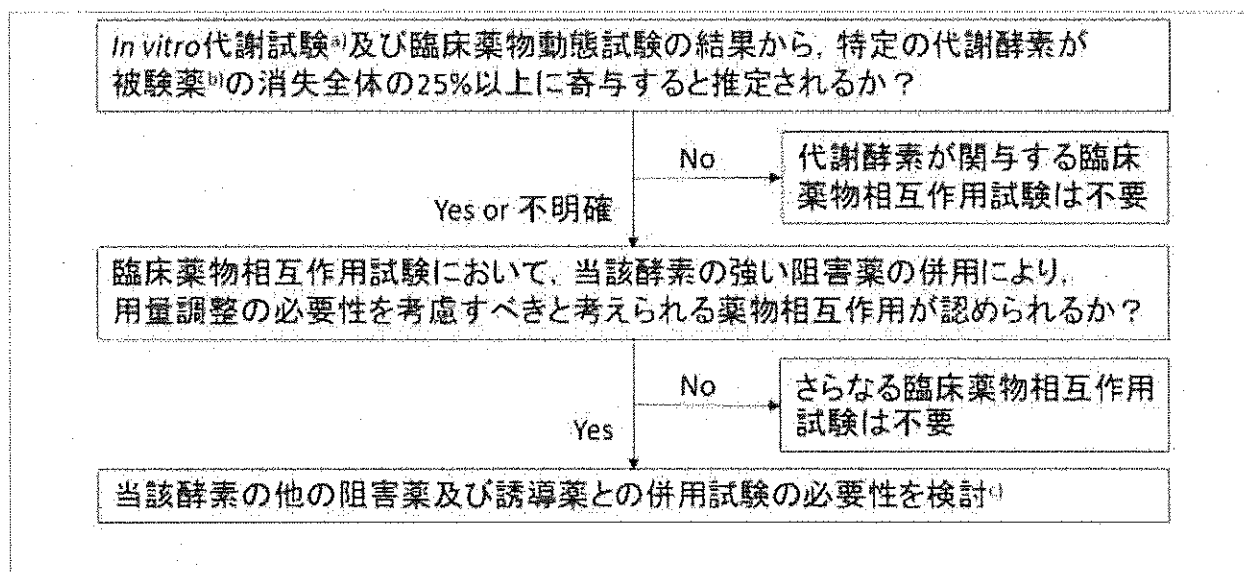 In vitro代謝試験a)及び臨床薬物動態試験の結果から，特定の代謝酵素が
被験薬b)の消失全体の25%以上に寄与すると推定されるか？
No
代謝酵素が関与する臨床
薬物相互作用試験は不要
Yes or 不明確
臨床薬物相互作用試験において，当該酵素の強い阻害薬の併用により，
用量調整の必要性を考慮すべきと考えられる薬物相互作用が認められるか？
No
さらなる臨床薬物相互作用
試験は不要
Yes
当該酵素の他の阻害薬及び誘導薬との併用試験の必要性を検討c)